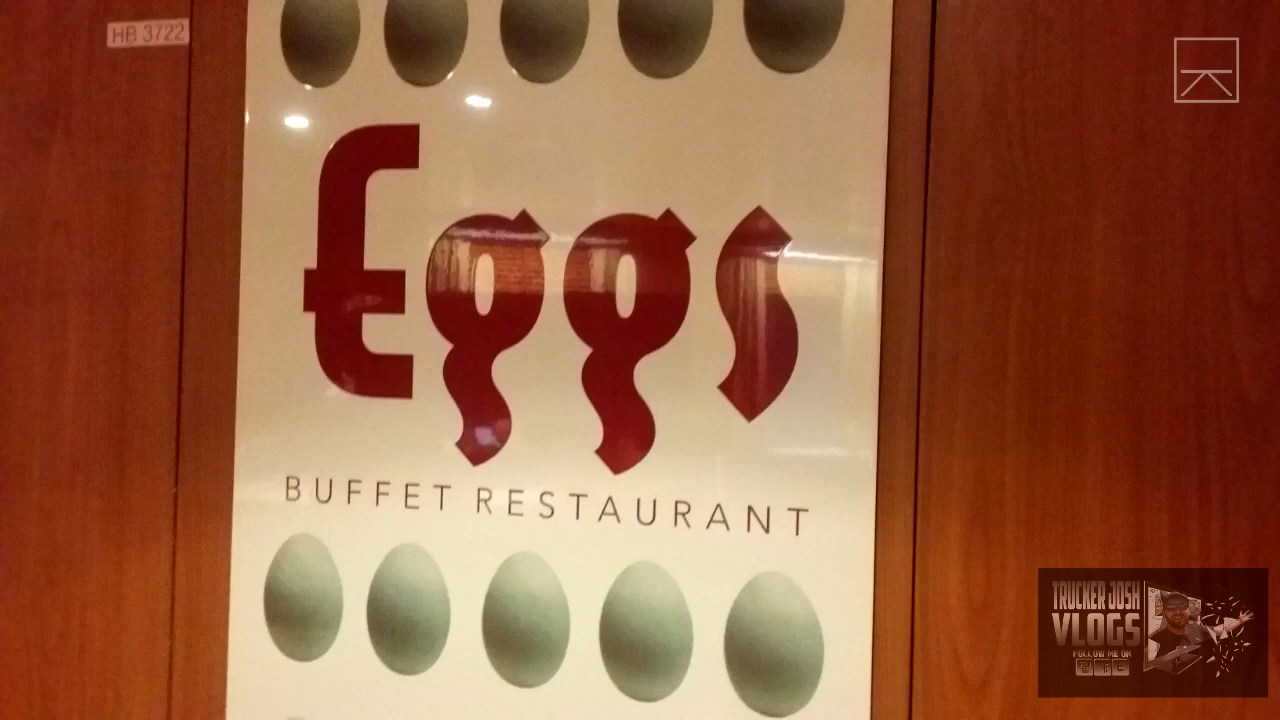 HB 3722
Eggs
BUFFET RESTAURANT
TRUCKER JOSH
VLOGS
FOLLOW ME ON